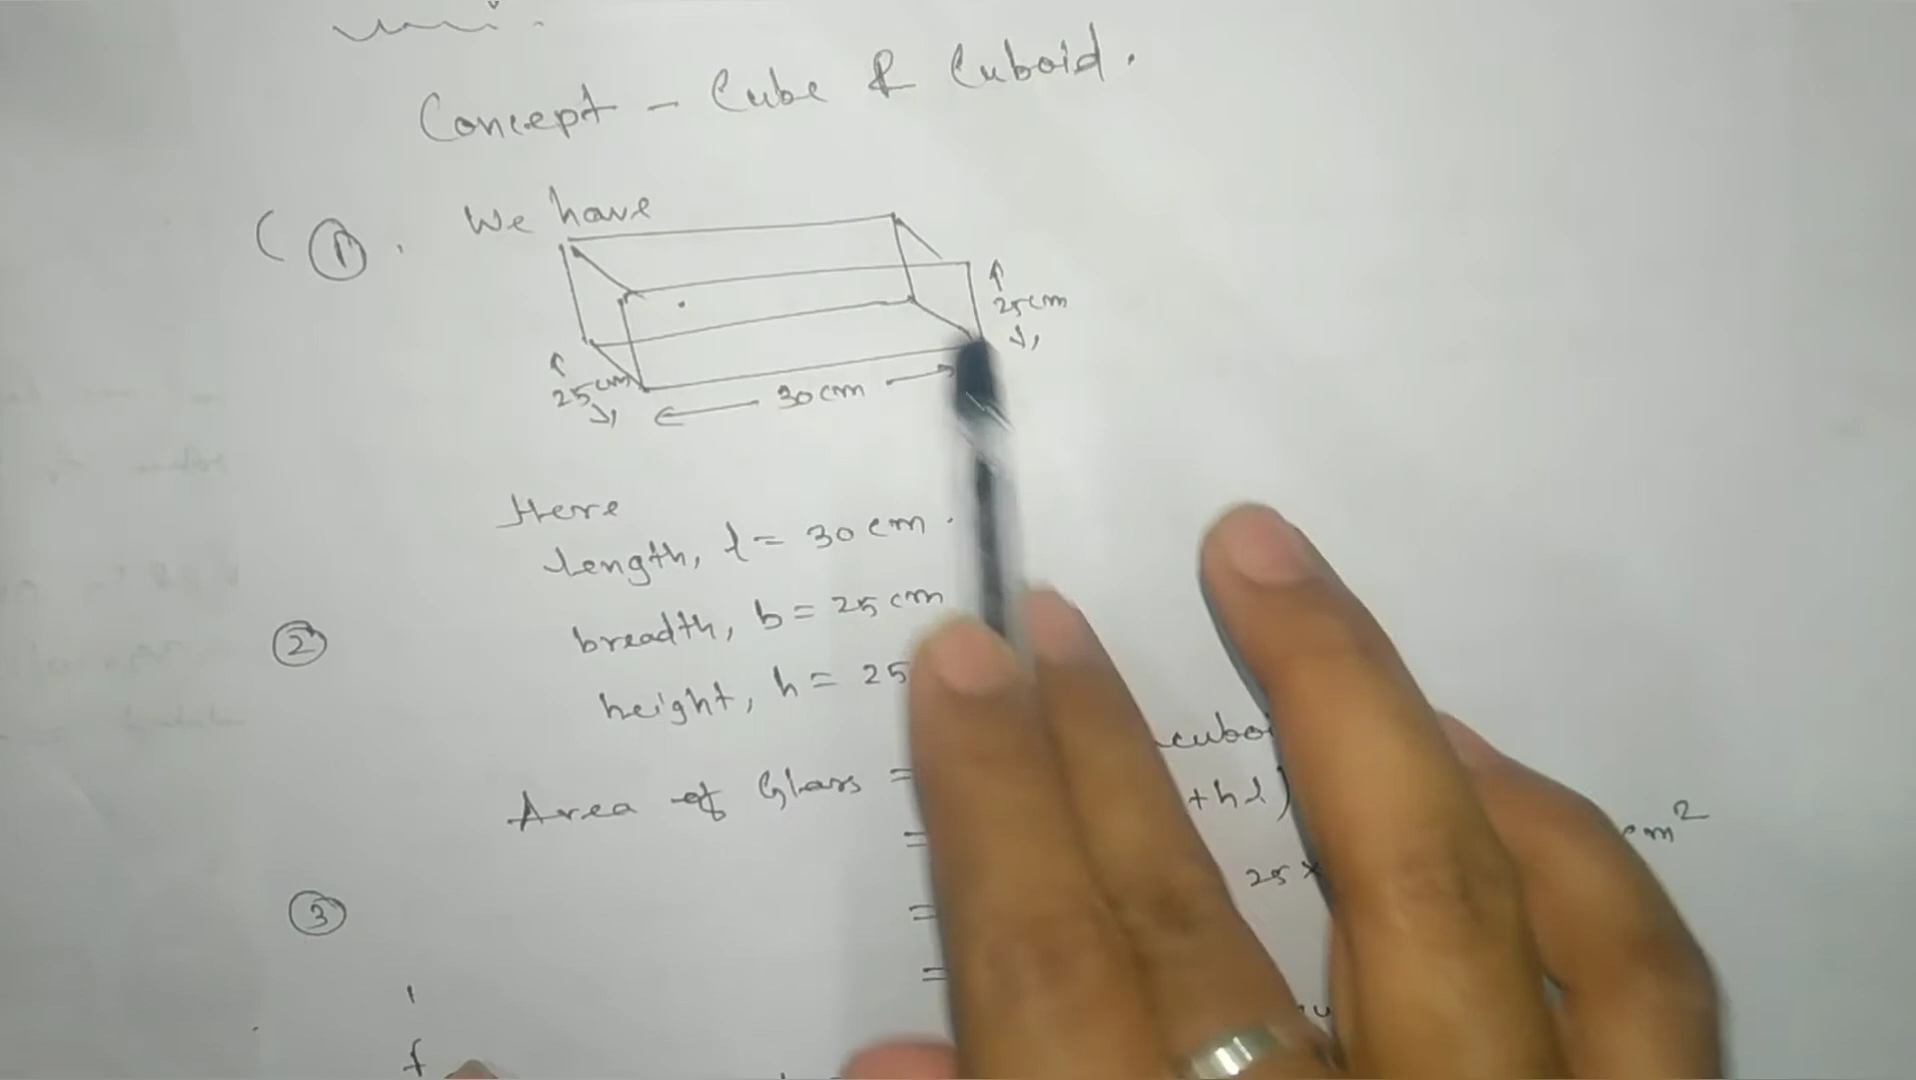 Concept - Cube & Cuboid.
( 1. We have
25cm
25cm
30cm
Here
length, l = 30 cm.
2
breadth, b = 25 cm
height, h = 25
cuboi
Area of Glass =
+hl)
=
cm²
25×
3
=
=